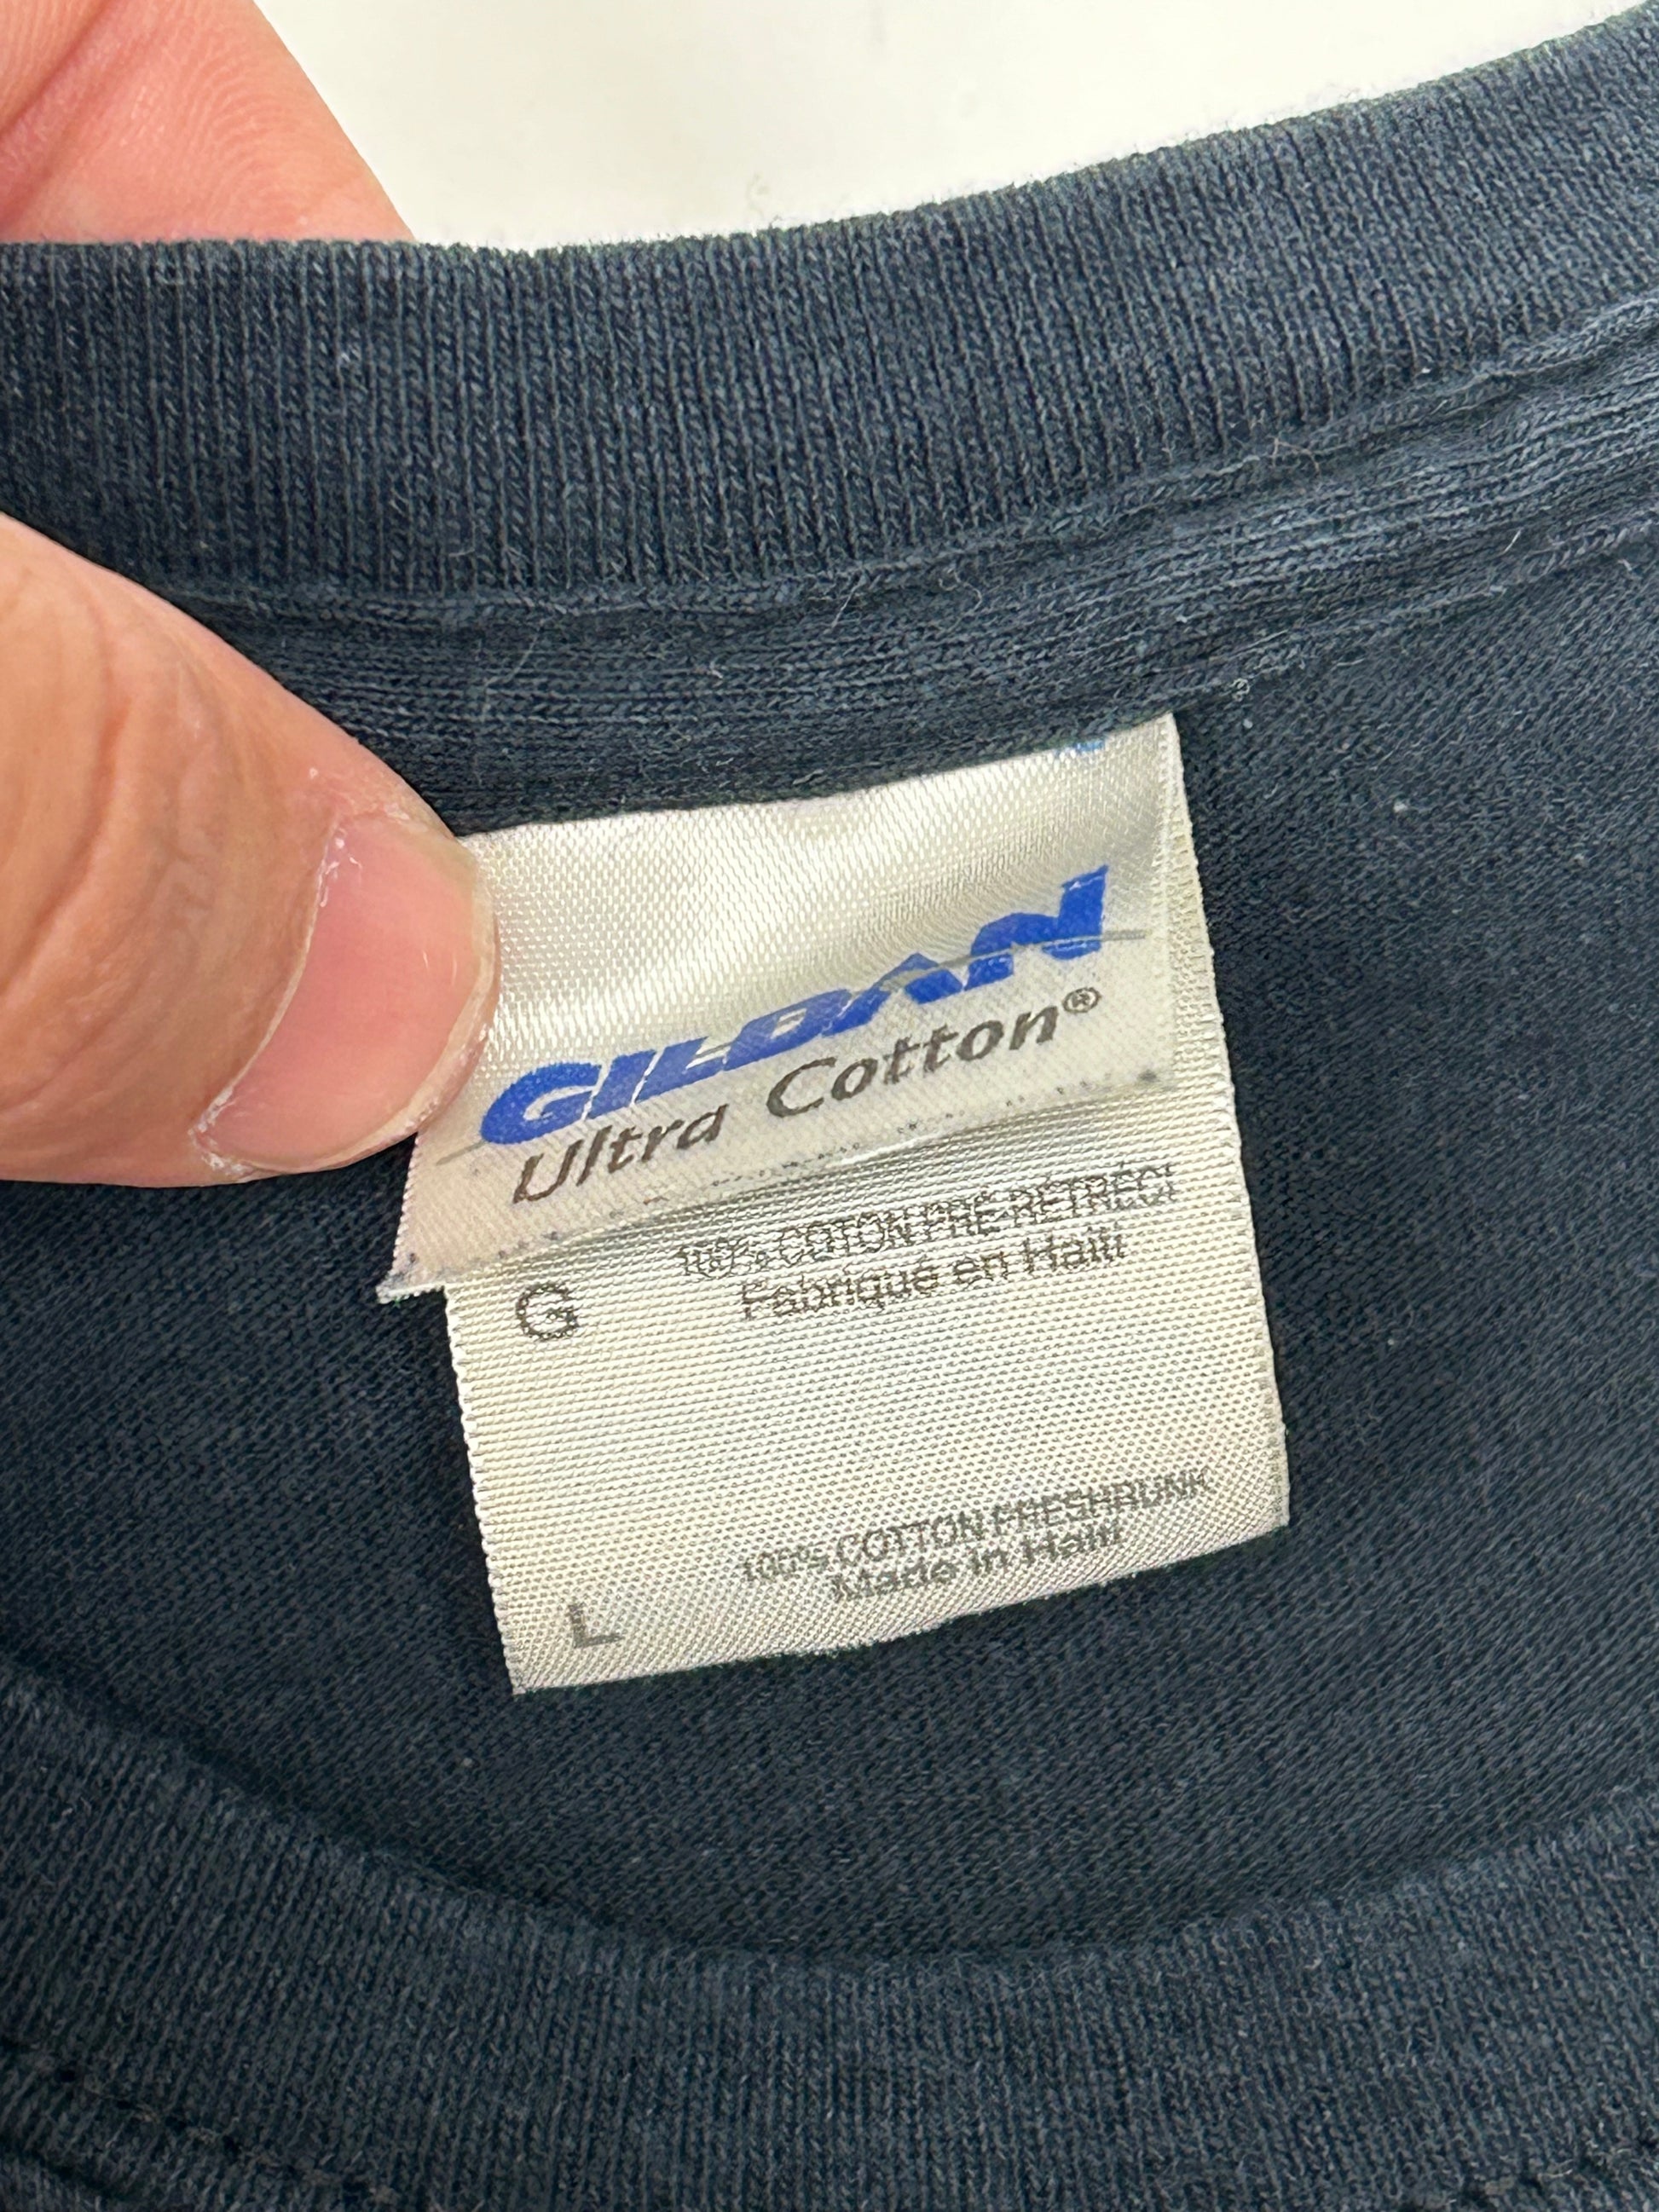 GILDAN
Ultra Cotton®
100% COTON PRÉ-RÉTRÉCI
G
Fabriqué en Haïti
100% COTTON PRESHRUNK
Made in Haiti
L